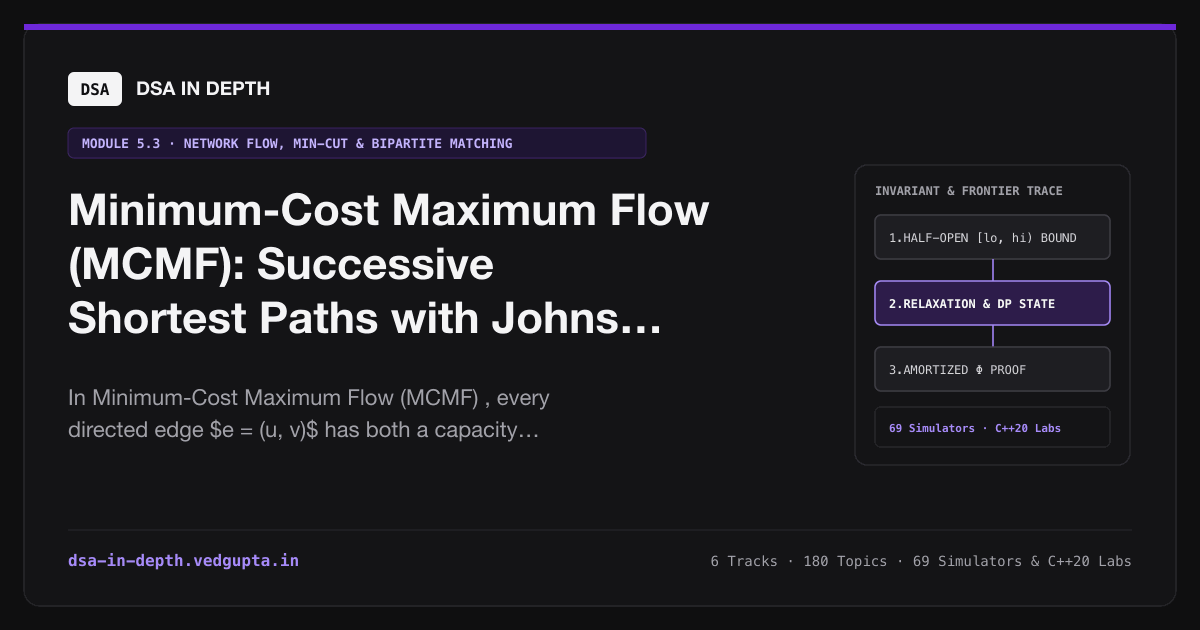 DSA DSA IN DEPTH
MODULE 5.3 · NETWORK FLOW, MIN-CUT & BIPARTITE MATCHING
Minimum-Cost Maximum Flow
(MCMF): Successive
Shortest Paths with Johns...
In Minimum-Cost Maximum Flow (MCMF) , every
directed edge $e = (u, v)$ has both a capacity...
INVARIANT & FRONTIER TRACE
1.HALF-OPEN [lo, hi) BOUND
2.RELAXATION & DP STATE
3.AMORTIZED Φ PROOF
69 Simulators · C++20 Labs
dsa-in-depth.vedgupta.in
6 Tracks · 180 Topics · 69 Simulators & C++20 Labs